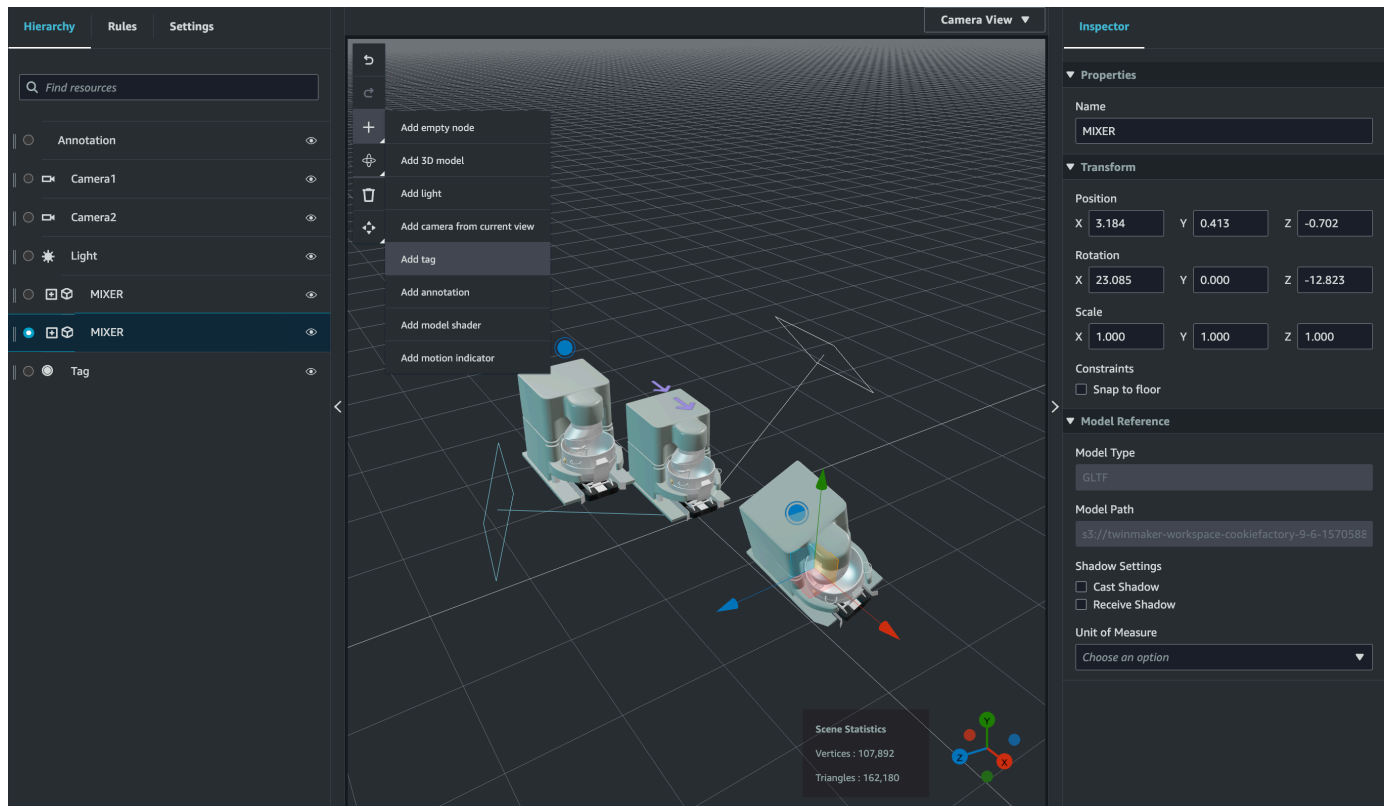 Hierarchy Rules Settings
Find resources
Annotation
Camera1
Camera2
Light
MIXER
MIXER
Tag
Camera View
Add empty node
Add 3D model
Add light
Add camera from current view
Add tag
Add annotation
Add model shader
Add motion indicator
Scene Statistics
Vertices : 107,892
Triangles : 162,180
Y
Z
X
Inspector
Properties
Name
MIXER
Transform
Position
X 3.184 Y 0.413 Z -0.702
Rotation
X 23.085 Y 0.000 Z -12.823
Scale
X 1.000 Y 1.000 Z 1.000
Constraints
Snap to floor
Model Reference
Model Type
GLTF
Model Path
s3://twinmaker-workspace-cookiefactory-9-6-1570588
Shadow Settings
Cast Shadow
Receive Shadow
Unit of Measure
Choose an option